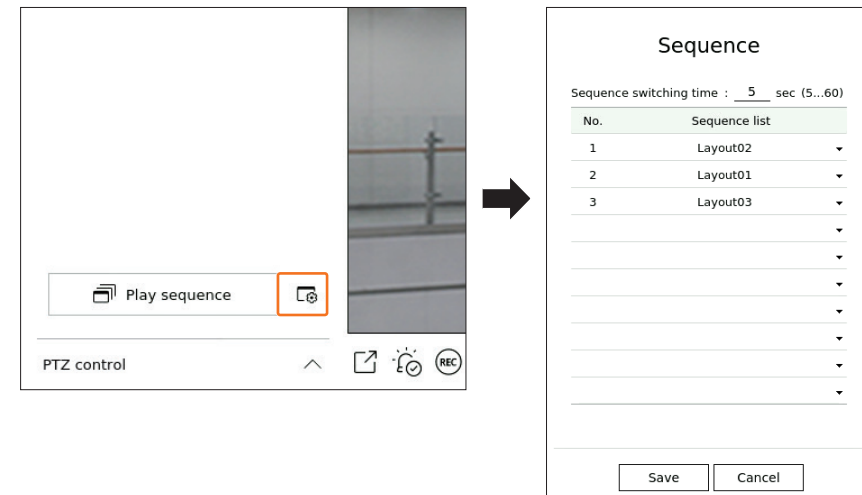 Play sequence
PTZ control
REC
Sequence
Sequence switching time : 5 sec (5...60)
No. Sequence list
1 Layout02
2 Layout01
3 Layout03
Save Cancel